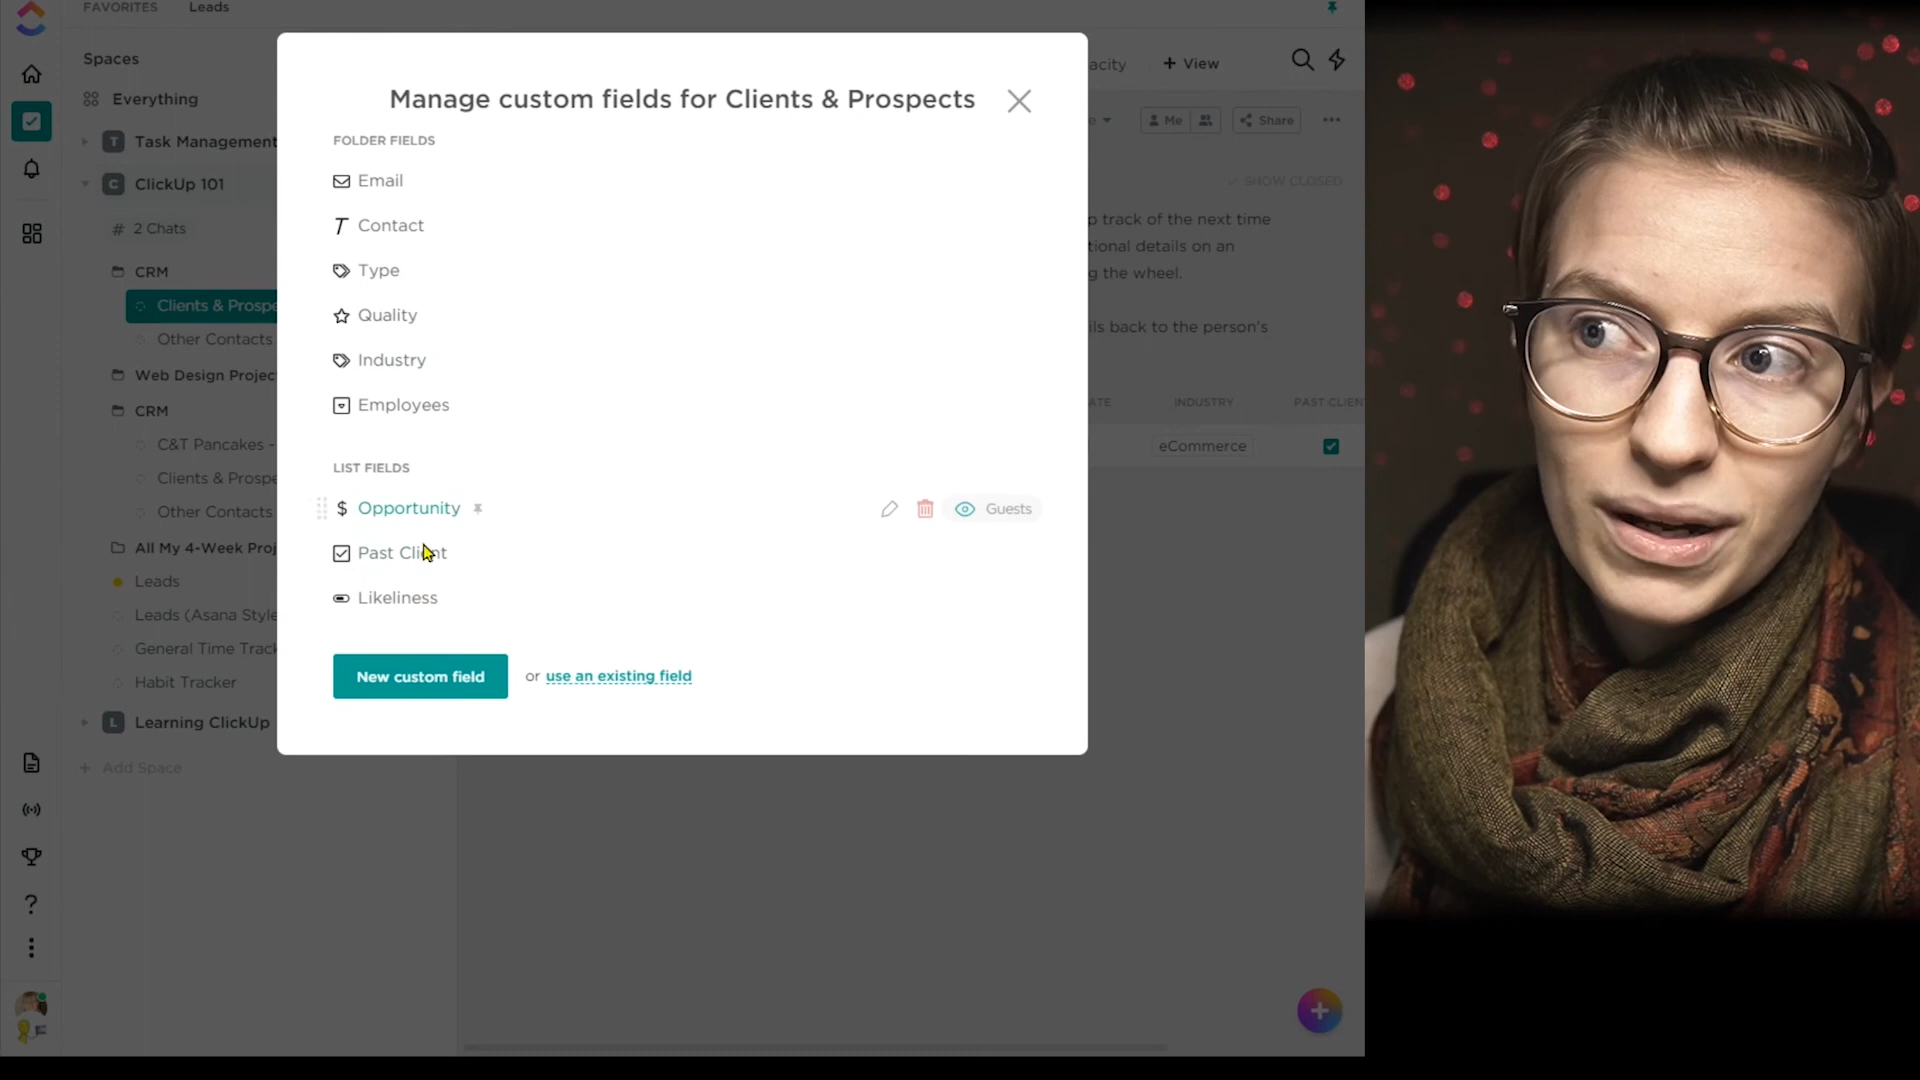 FAVORITES
Leads
Spaces
Everything
T Task Management
C ClickUp 101
# 2 Chats
CRM
Clients & Prospe
Other Contacts
Web Design Projec
CRM
C&T Pancakes -
Clients & Prospe
Other Contacts
All My 4-Week Proj
Leads
Leads (Asana Style
General Time Track
Habit Tracker
L Learning ClickUp
+ Add Space
?
Manage custom fields for Clients & Prospects
FOLDER FIELDS
Email
Contact
Type
Quality
Industry
Employees
LIST FIELDS
$ Opportunity
Guests
Past Client
Likeliness
New custom field
or use an existing field
acity
+ View
e
Me
Share
SHOW CLOSED
p track of the next time
tional details on an
g the wheel.
ils back to the person's
ATE
INDUSTRY
PAST CLIEN
eCommerce